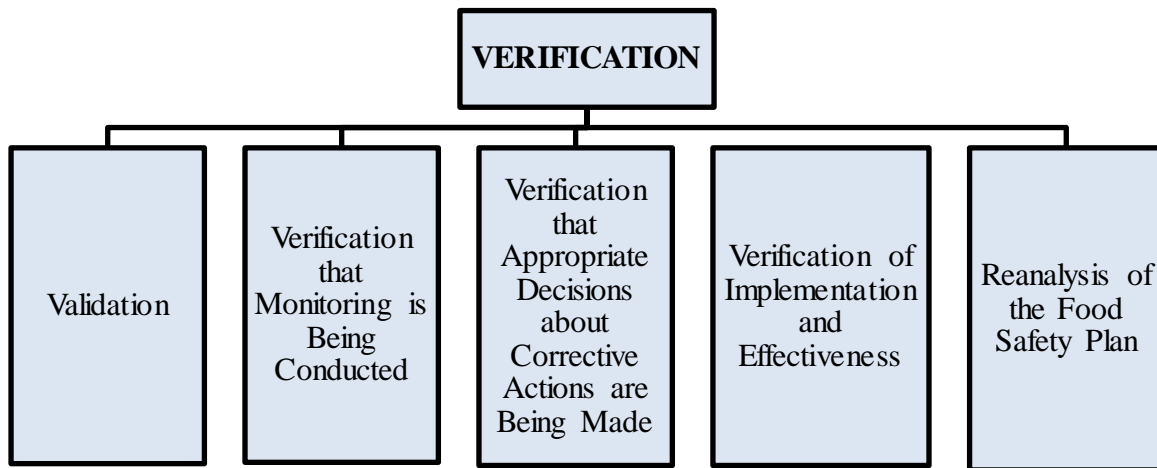 VERIFICATION
Validation
Verification
that
Monitoring is
Being
Conducted
Verification
that
Appropriate
Decisions
about
Corrective
Actions are
Being Made
Verification of
Implementation
and
Effectiveness
Reanalysis of
the Food
Safety Plan